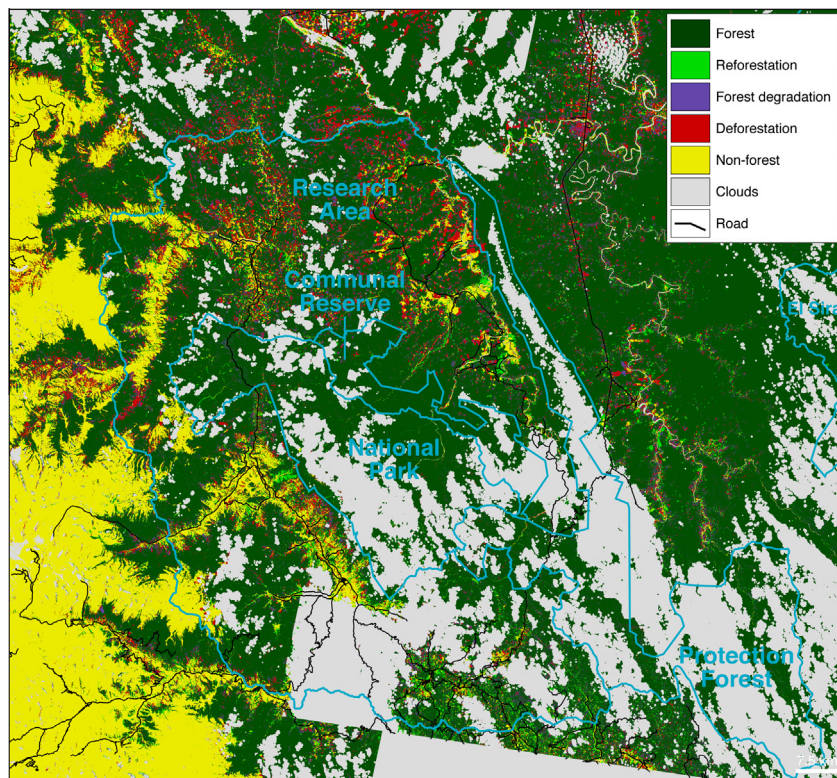 Forest
Reforestation
Forest degradation
Deforestation
Non-forest
Clouds
Road
Research
Area
Communal
Reserve
National
Park
Protection
Forest